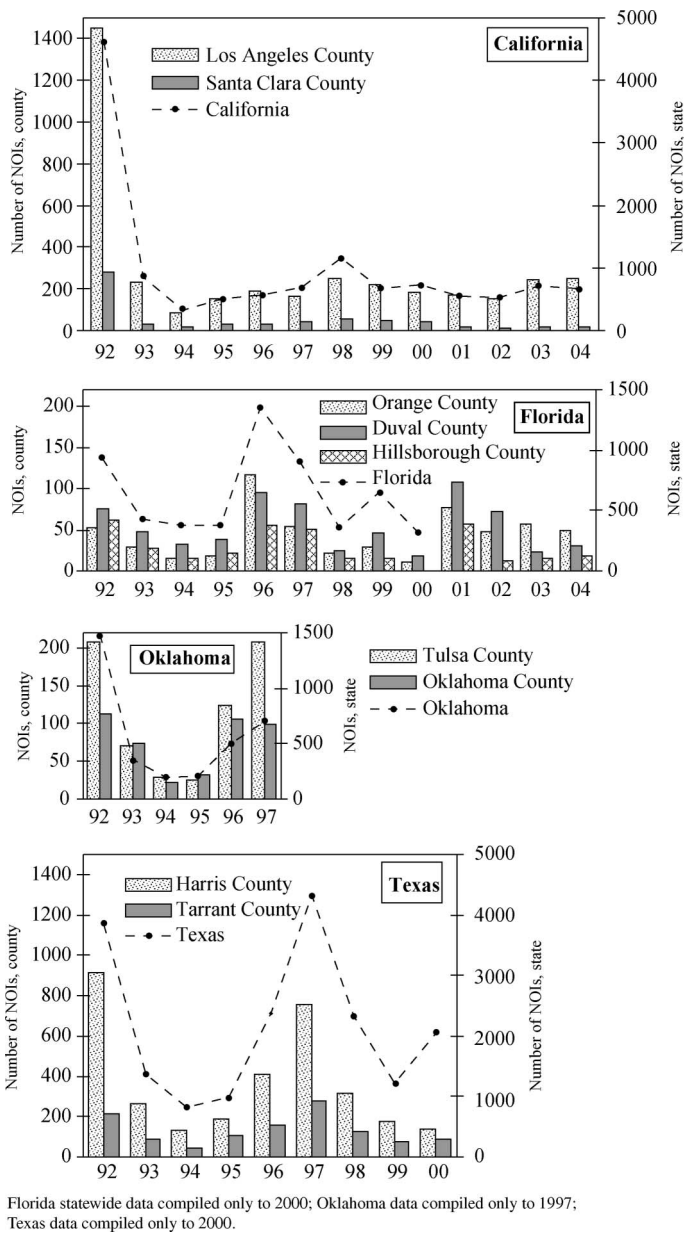 California
Los Angeles County
Santa Clara County
California
Number of NOIs, county
1400
1200
1000
800
600
400
200
0
5000
4000
3000
2000
1000
0
Number of NOIs, state
92 93 94 95 96 97 98 99 00 01 02 03 04
Florida
Orange County
Duval County
Hillsborough County
Florida
NOIs, county
200
150
100
50
0
1500
1000
500
0
NOIs, state
92 93 94 95 96 97 98 99 00 01 02 03 04
Oklahoma
NOIs, county
200
150
100
50
0
1500
1000
500
0
NOIs, state
Tulsa County
Oklahoma County
Oklahoma
92 93 94 95 96 97
Texas
Harris County
Tarrant County
Texas
Number of NOIs, county
1400
1200
1000
800
600
400
200
0
5000
4000
3000
2000
1000
0
Number of NOIs, state
92 93 94 95 96 97 98 99 00
Florida statewide data compiled only to 2000; Oklahoma data compiled only to 1997;
Texas data compiled only to 2000.